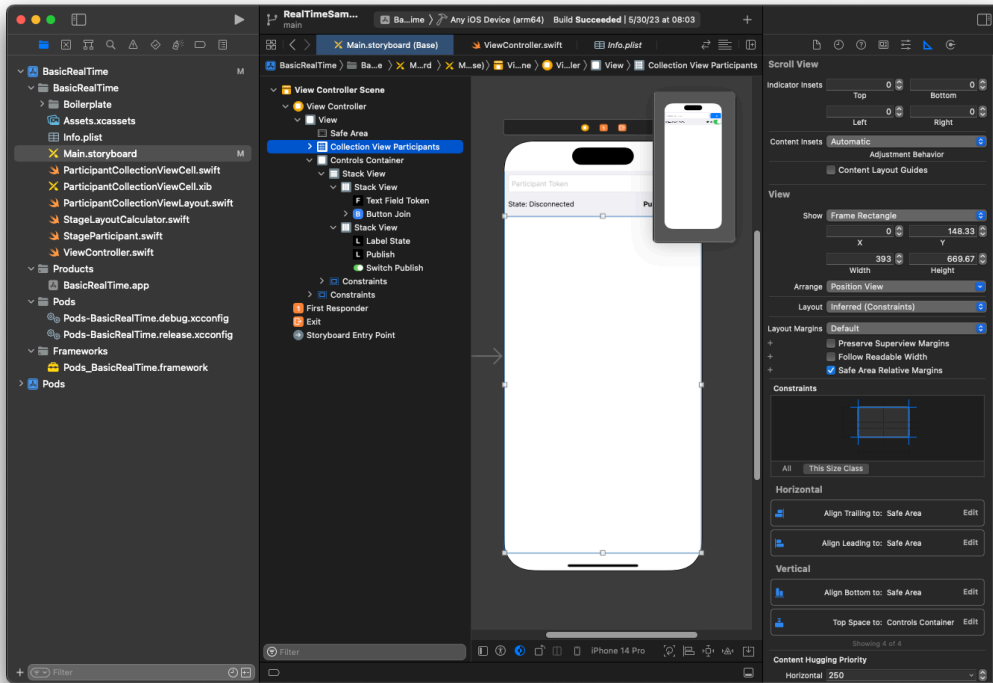 RealTimeSam...
main
Ba...ime
Any iOS Device (arm64)
Build Succeeded | 5/30/23 at 08:03
BasicRealTime
M
BasicRealTime
Boilerplate
Assets.xcassets
Info.plist
Main.storyboard
M
ParticipantCollectionViewCell.swift
ParticipantCollectionViewCell.xib
ParticipantCollectionViewLayout.swift
StageLayoutCalculator.swift
StageParticipant.swift
ViewController.swift
Products
BasicRealTime.app
Pods
Pods-BasicRealTime.debug.xcconfig
Pods-BasicRealTime.release.xcconfig
Frameworks
Pods_BasicRealTime.framework
Pods
Filter
Main.storyboard (Base)
ViewController.swift
Info.plist
BasicRealTime
Ba...e
M...rd
M...se)
Vi...ne
Vi...ler
View
Collection View Participants
View Controller Scene
View Controller
View
Safe Area
Collection View Participants
Controls Container
Stack View
Stack View
F Text Field Token
B Button Join
Stack View
L Label State
L Publish
Switch Publish
Constraints
Constraints
First Responder
Exit
Storyboard Entry Point
Filter
Participant Token
State: Disconnected
Pu
iPhone 14 Pro
Scroll View
Indicator Insets
0
0
Top
Bottom
0
0
Left
Right
Content Insets
Automatic
Adjustment Behavior
Content Layout Guides
View
Show
Frame Rectangle
0
148.33
X
Y
393
669.67
Width
Height
Arrange
Position View
Layout
Inferred (Constraints)
Layout Margins
Default
+ Preserve Superview Margins
+ Follow Readable Width
+ Safe Area Relative Margins
Constraints
All
This Size Class
Horizontal
Align Trailing to: Safe Area
Edit
Align Leading to: Safe Area
Edit
Vertical
Align Bottom to: Safe Area
Edit
Top Space to: Controls Container
Edit
Showing 4 of 4
Content Hugging Priority
Horizontal
250